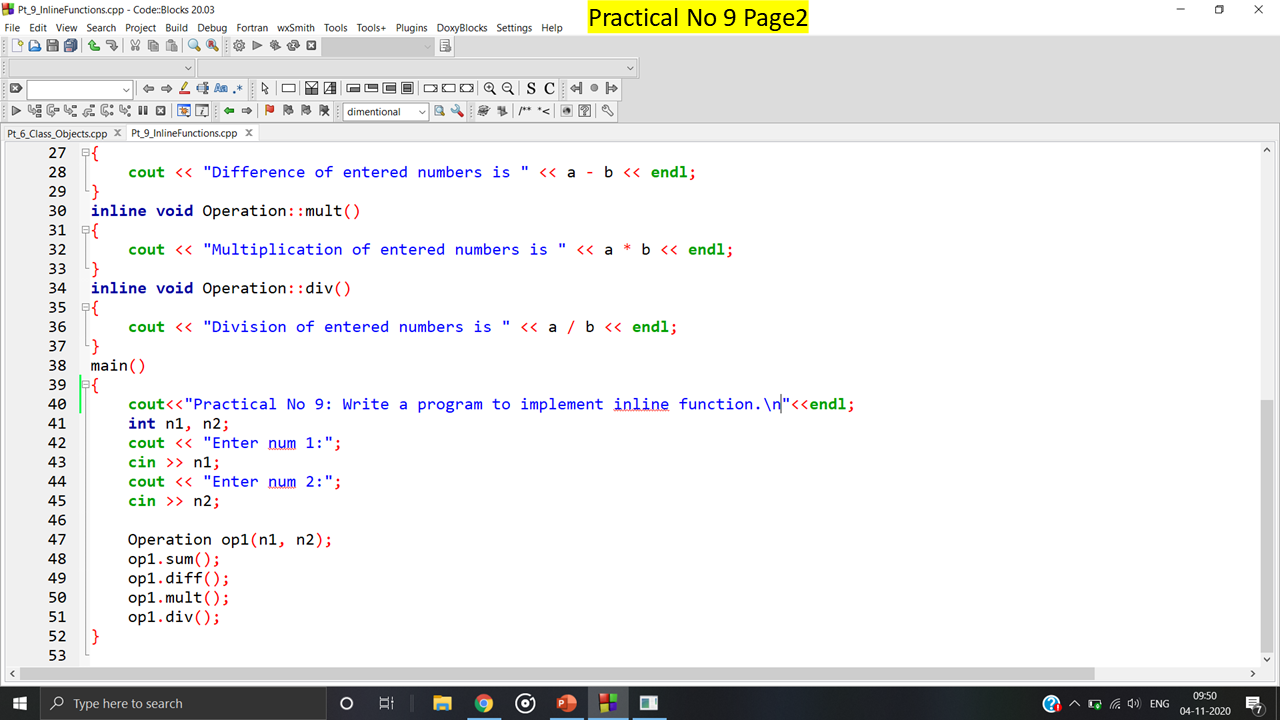 Pt_9_InlineFunctions.cpp - Code::Blocks 20.03
Practical No 9 Page2
File Edit View Search Project Build Debug Fortran wxSmith Tools Tools+ Plugins DoxyBlocks Settings Help
Aa .* S C
dimentional /** *<
Pt_6_Class_Objects.cpp Pt_9_InlineFunctions.cpp
27 {
28 cout << "Difference of entered numbers is " << a - b << endl;
29 }
30 inline void Operation::mult()
31 {
32 cout << "Multiplication of entered numbers is " << a * b << endl;
33 }
34 inline void Operation::div()
35 {
36 cout << "Division of entered numbers is " << a / b << endl;
37 }
38 main()
39 {
40 cout<<"Practical No 9: Write a program to implement inline function.\n"<<endl;
41 int n1, n2;
42 cout << "Enter num 1:";
43 cin >> n1;
44 cout << "Enter num 2:";
45 cin >> n2;
46
47 Operation op1(n1, n2);
48 op1.sum();
49 op1.diff();
50 op1.mult();
51 op1.div();
52 }
53
Type here to search
ENG
09:50
04-11-2020
7